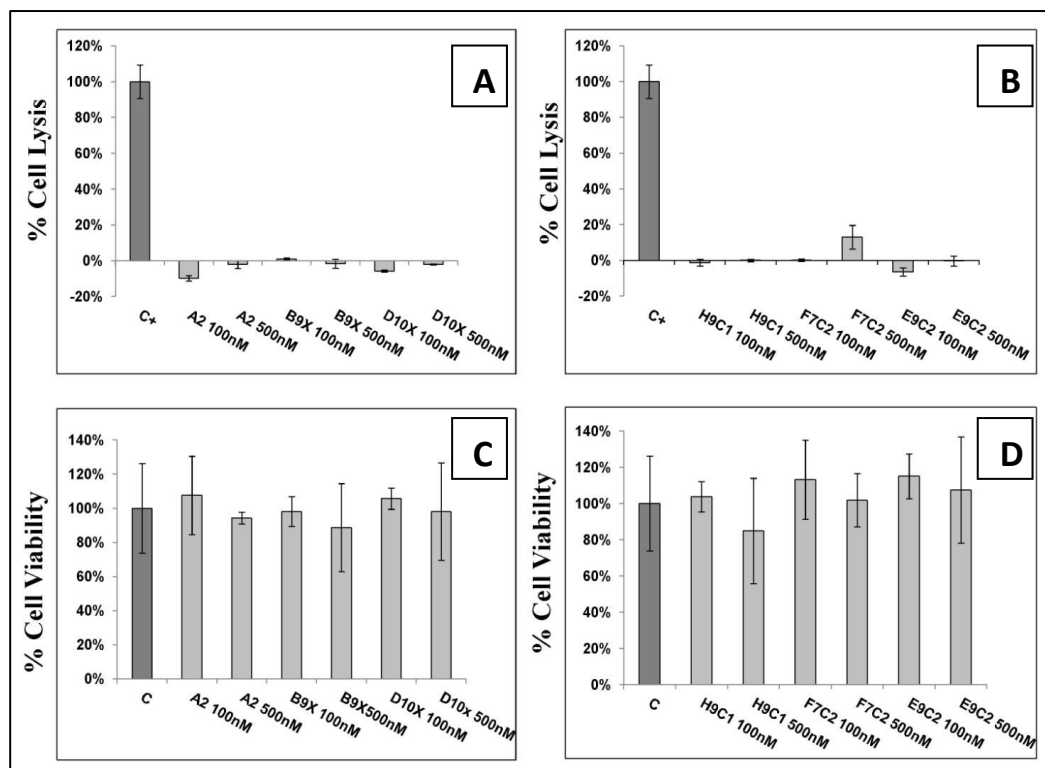 A
% Cell Lysis
120%
100%
80%
60%
40%
20%
0%
-20%
C+
A2 100nM
A2 500nM
B9X 100nM
B9X 500nM
D10X 100nM
D10X 500nM
B
% Cell Lysis
120%
100%
80%
60%
40%
20%
0%
-20%
C+
H9C1 100nM
H9C1 500nM
F7C2 100nM
F7C2 500nM
E9C2 100nM
E9C2 500nM
C
% Cell Viability
140%
120%
100%
80%
60%
40%
20%
0%
C
A2 100nM
A2 500nM
B9X 100nM
B9X500nM
D10X 100nM
D10x 500nM
D
% Cell Viability
140%
120%
100%
80%
60%
40%
20%
0%
C
H9C1 100nM
H9C1 500nM
F7C2 100nM
F7C2 500nM
E9C2 100nM
E9C2 500nM